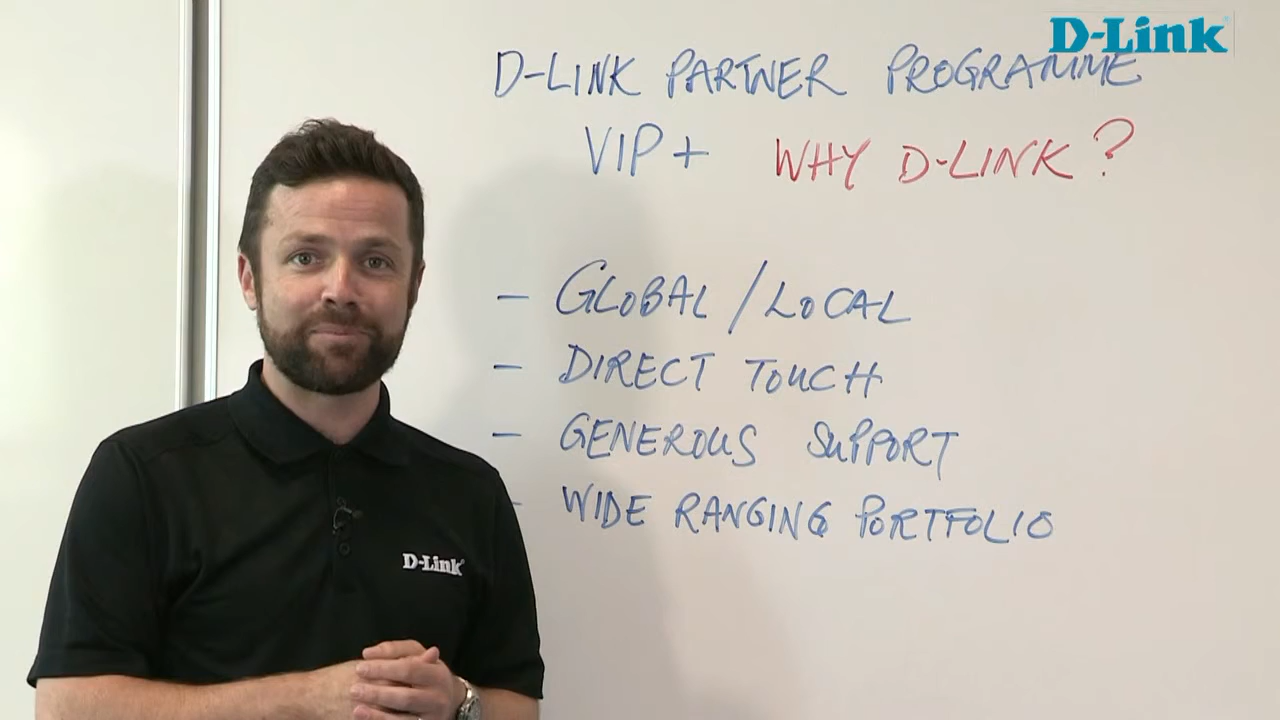 D-Link
D-LINK PARTNER PROGRAMME
VIP+ WHY D-LINK?
- GLOBAL / LOCAL
- DIRECT TOUCH
- GENEROUS SUPPORT
- WIDE RANGING PORTFOLIO
D-Link